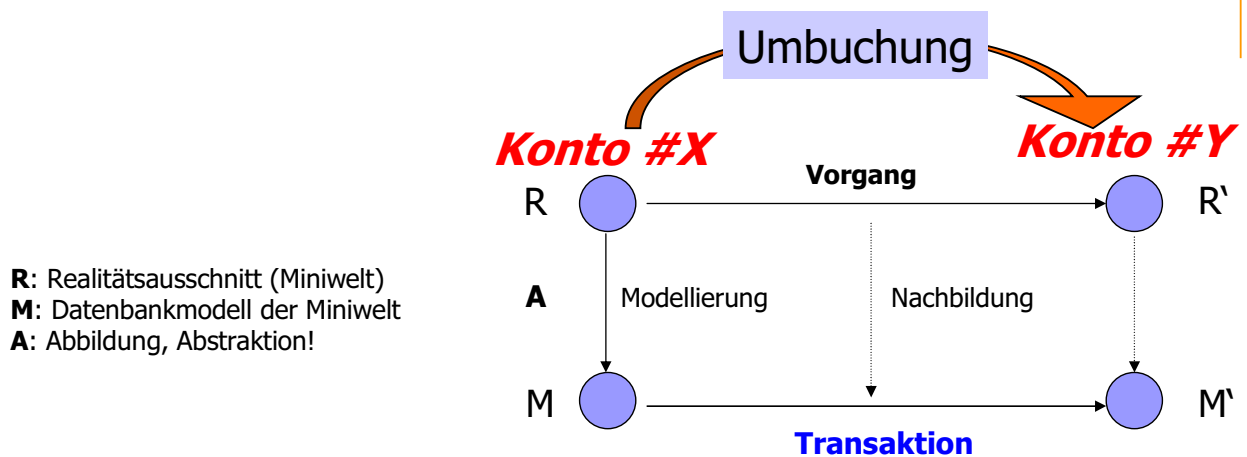 Umbuchung
Konto #X
Konto #Y
Vorgang
R
R‘
R: Realitätsausschnitt (Miniwelt)
M: Datenbankmodell der Miniwelt
A: Abbildung, Abstraktion!
A
Modellierung
Nachbildung
M
M‘
Transaktion